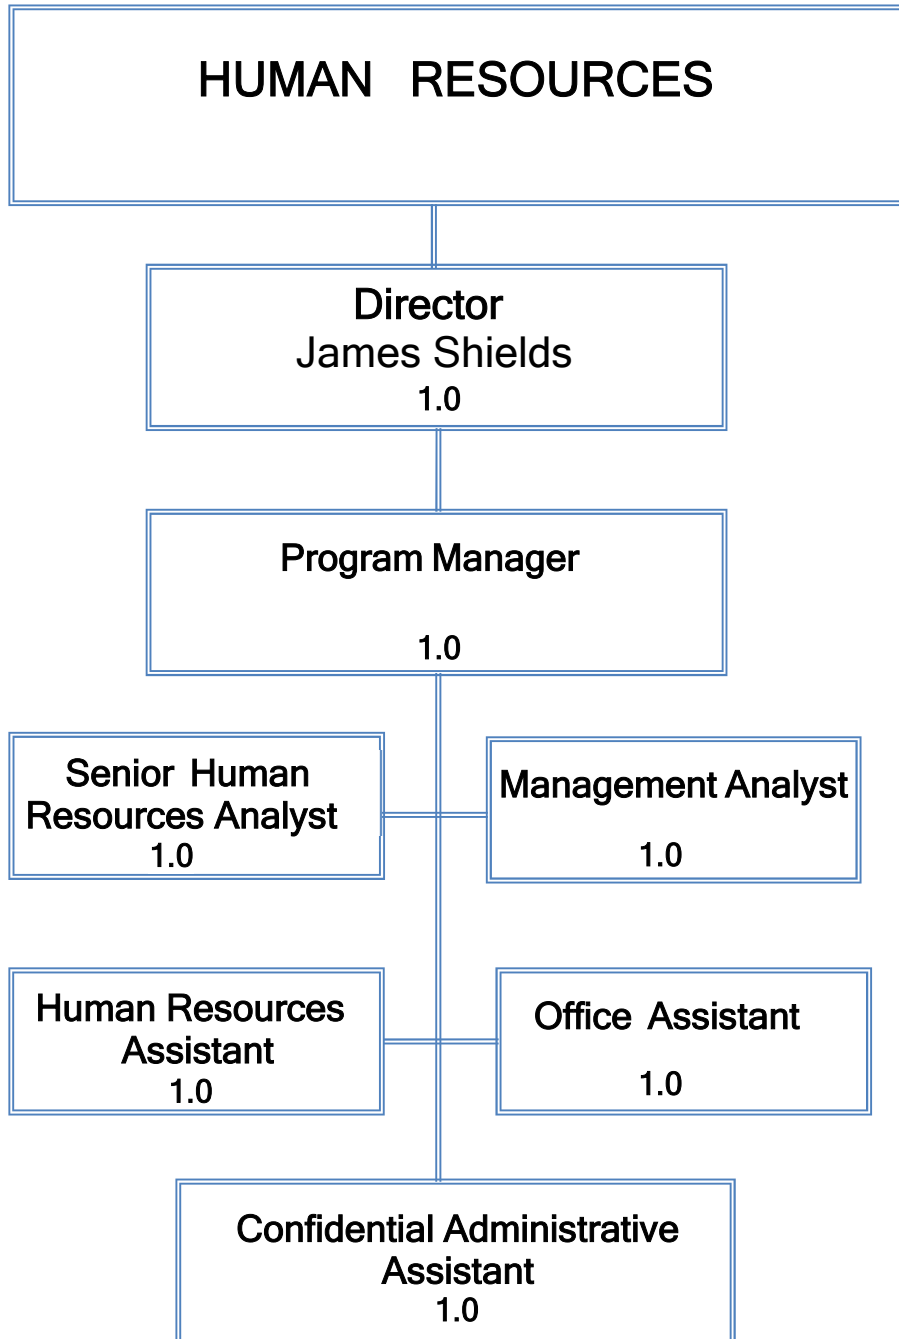 HUMAN RESOURCES
Director
James Shields
1.0
Program Manager
1.0
Senior Human
Resources Analyst
1.0
Management Analyst
1.0
Human Resources
Assistant
1.0
Office Assistant
1.0
Confidential Administrative
Assistant
1.0